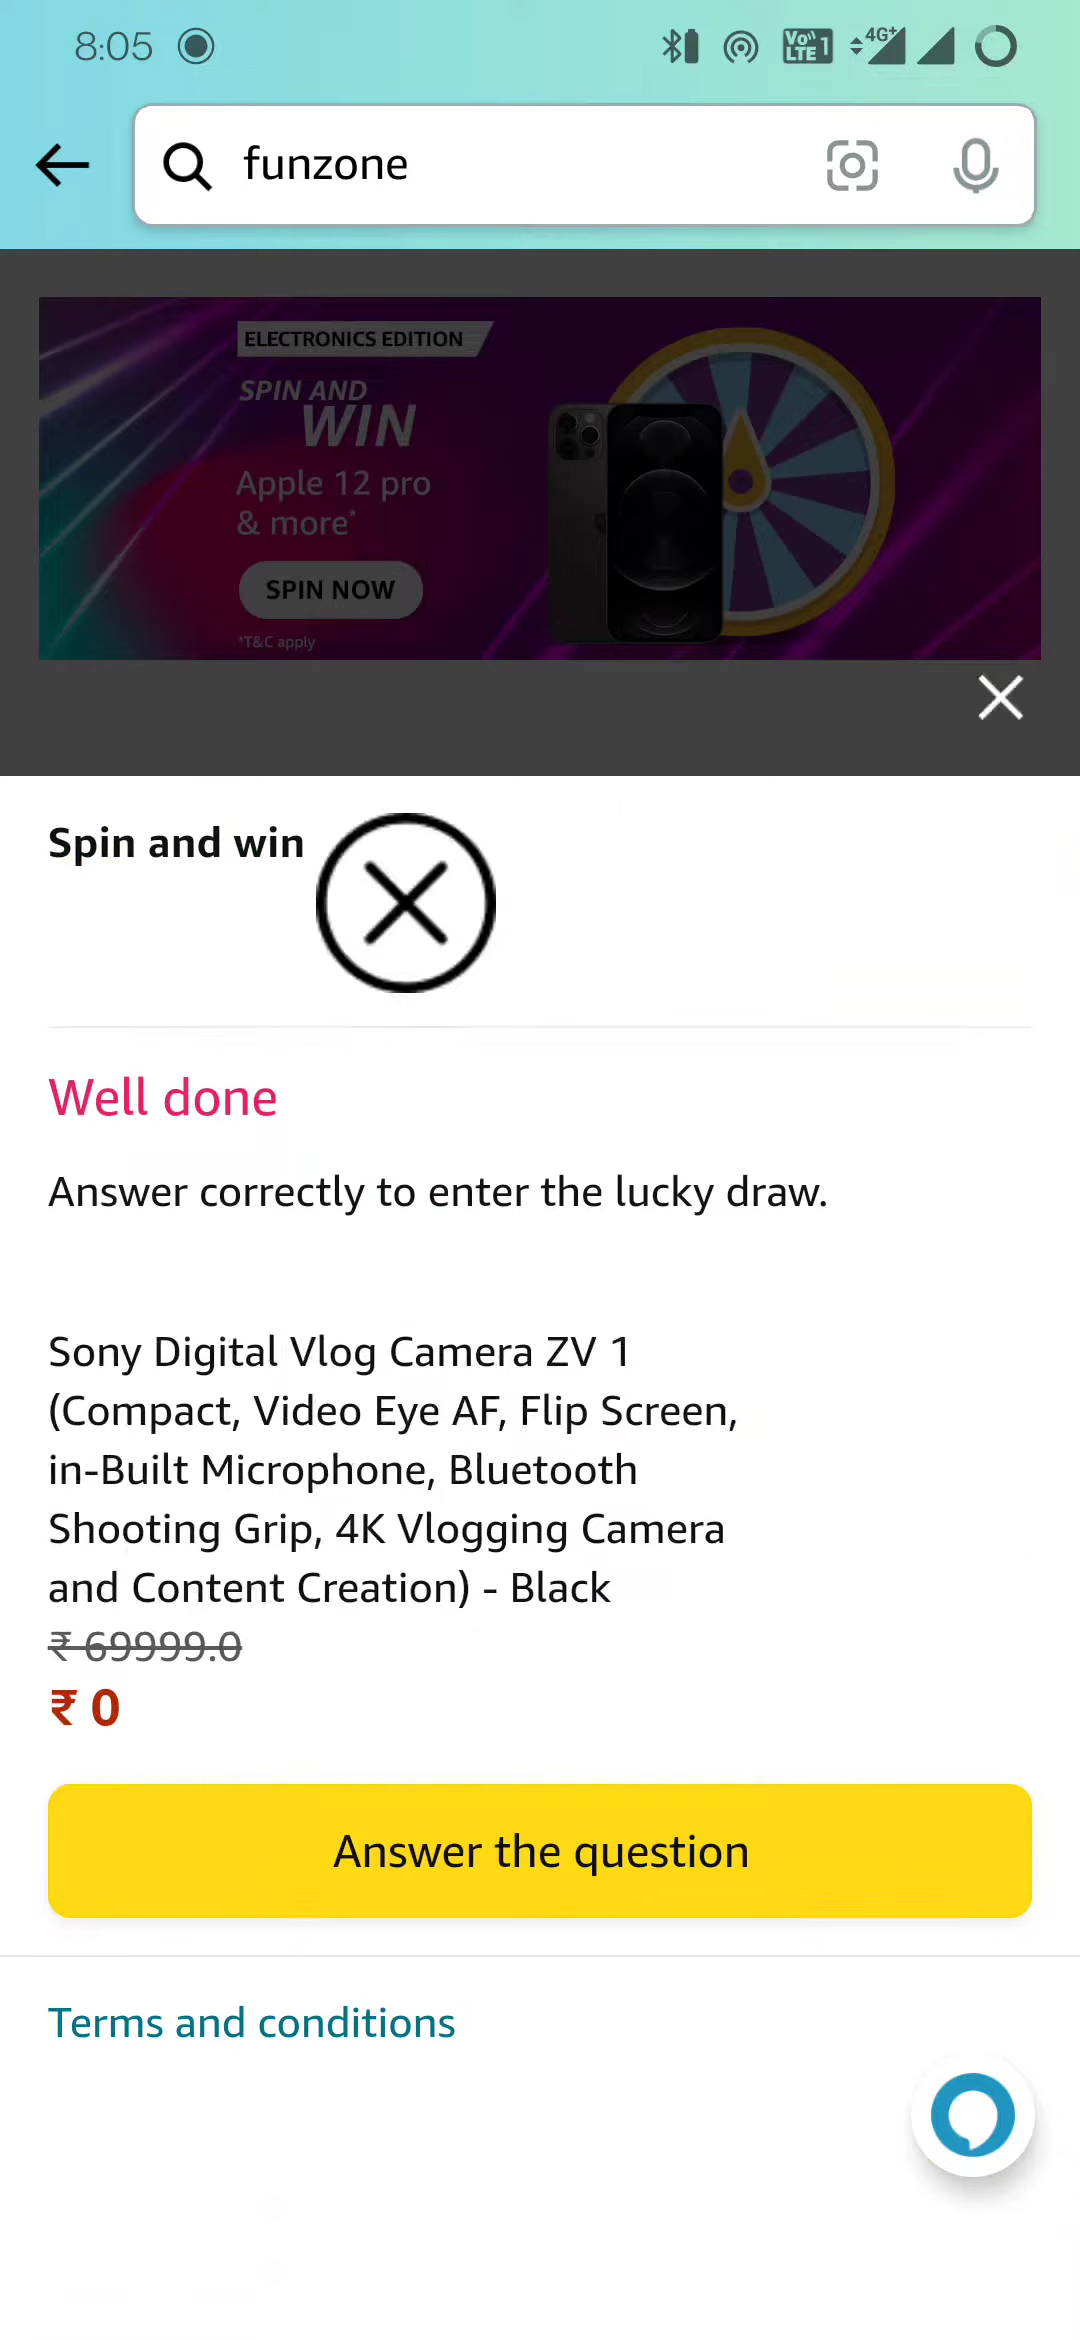 8:05
Vo)) LTE 1
4G+
funzone
ELECTRONICS EDITION
SPIN AND
WIN
Apple 12 pro
& more*
SPIN NOW
*T&C apply
Spin and win
Well done
Answer correctly to enter the lucky draw.
Sony Digital Vlog Camera ZV 1
(Compact, Video Eye AF, Flip Screen,
in-Built Microphone, Bluetooth
Shooting Grip, 4K Vlogging Camera
and Content Creation) - Black
₹ 69999.0
₹ 0
Answer the question
Terms and conditions